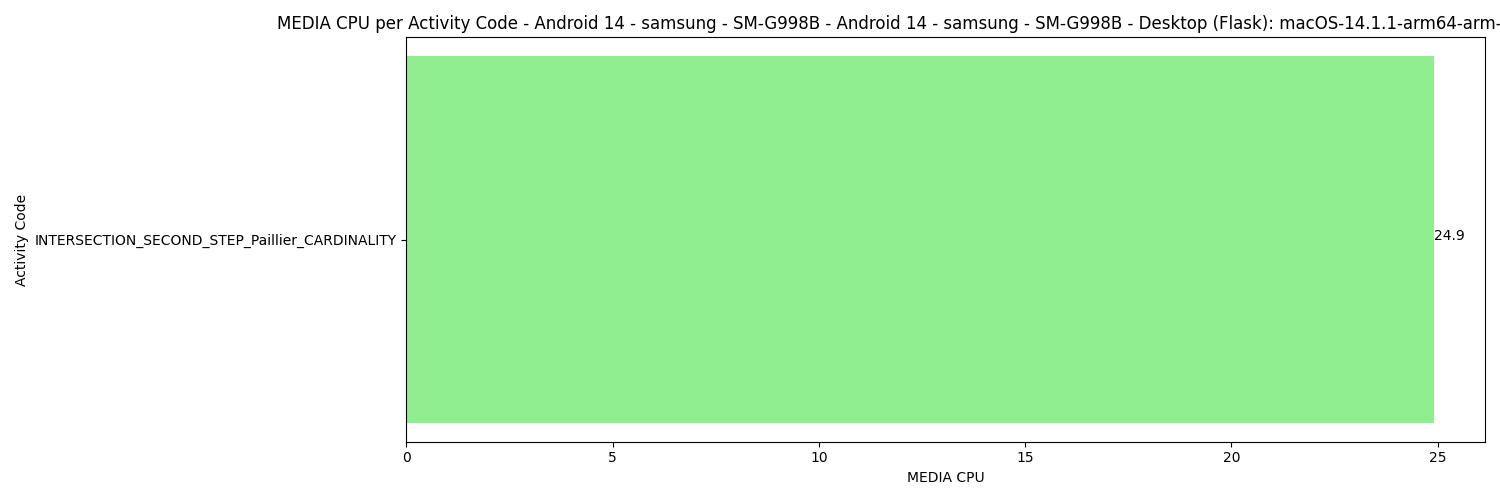 MEDIA CPU per Activity Code - Android 14 - samsung - SM-G998B - Android 14 - samsung - SM-G998B - Desktop (Flask): macOS-14.1.1-arm64-arm-
Activity Code
INTERSECTION_SECOND_STEP_Paillier_CARDINALITY
24.9
0 5 10 15 20 25
MEDIA CPU